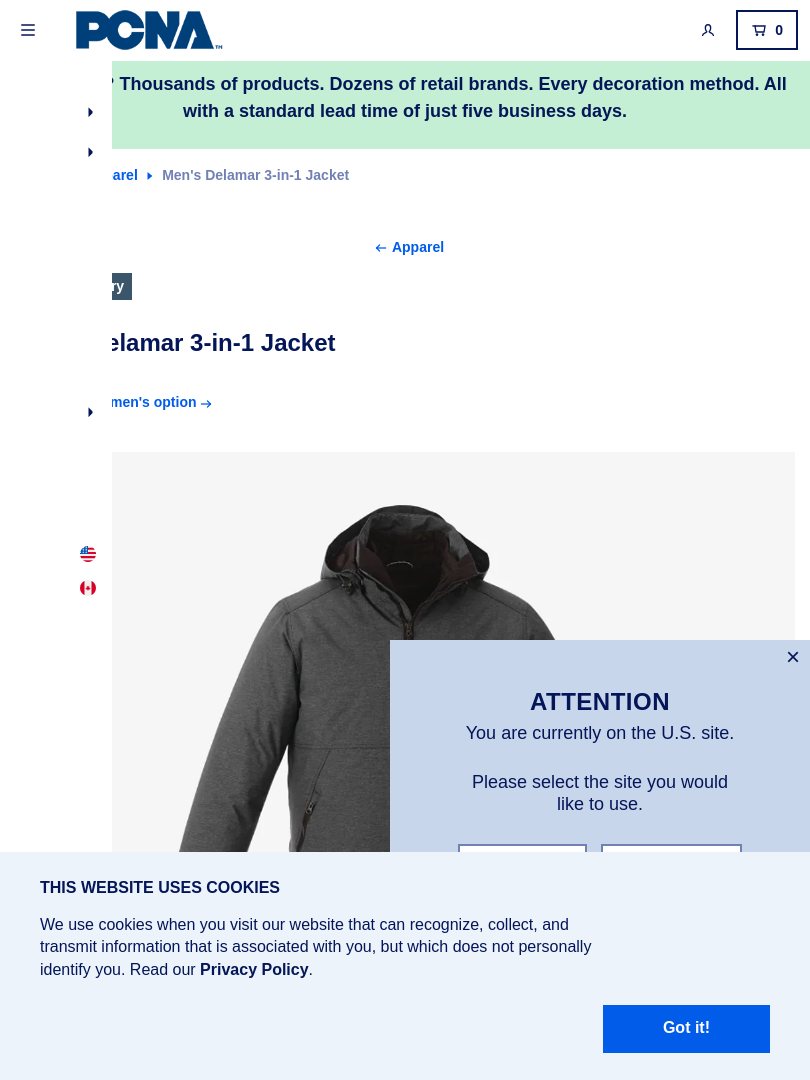 PCNA™
0
Thousands of products. Dozens of retail brands. Every decoration method. All
with a standard lead time of just five business days.
Men's Delamar 3-in-1 Jacket
Apparel
3-in-1 Jacket
option
ATTENTION
You are currently on the U.S. site.
Please select the site you would
like to use.
THIS WEBSITE USES COOKIES
We use cookies when you visit our website that can recognize, collect, and
transmit information that is associated with you, but which does not personally
identify you. Read our Privacy Policy.
Got it!